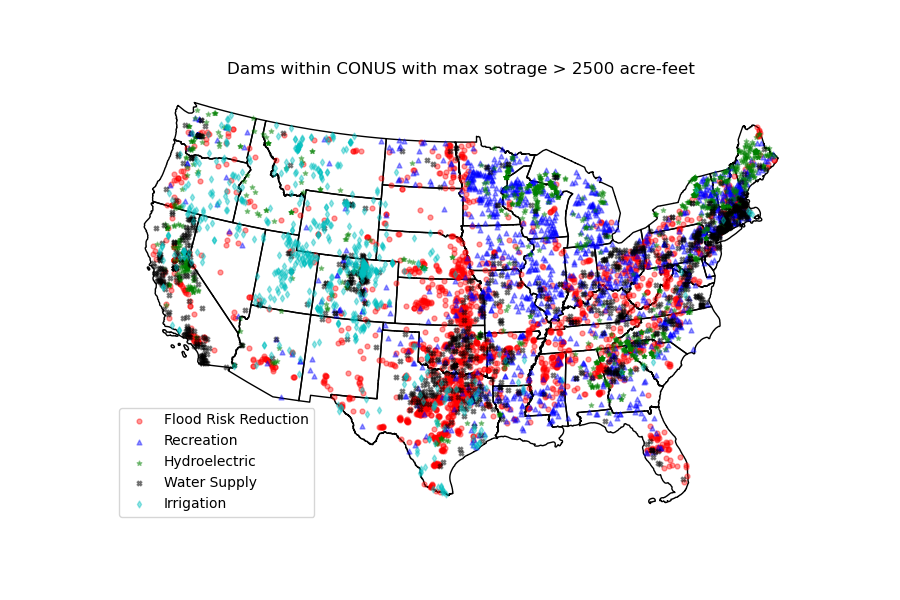 Dams within CONUS with max sotrage > 2500 acre-feet
Flood Risk Reduction
Recreation
Hydroelectric
Water Supply
Irrigation